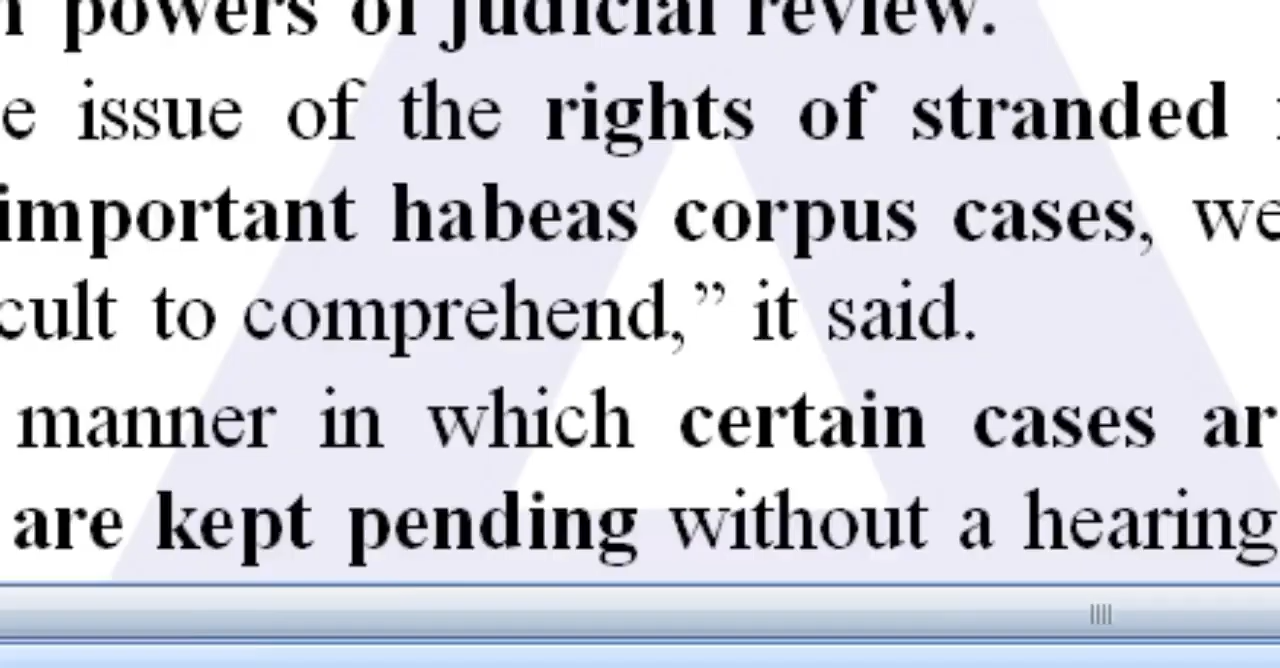 powers of judicial review.
e issue of the rights of stranded
important habeas corpus cases, we
cult to comprehend,” it said.
manner in which certain cases ar
are kept pending without a hearing